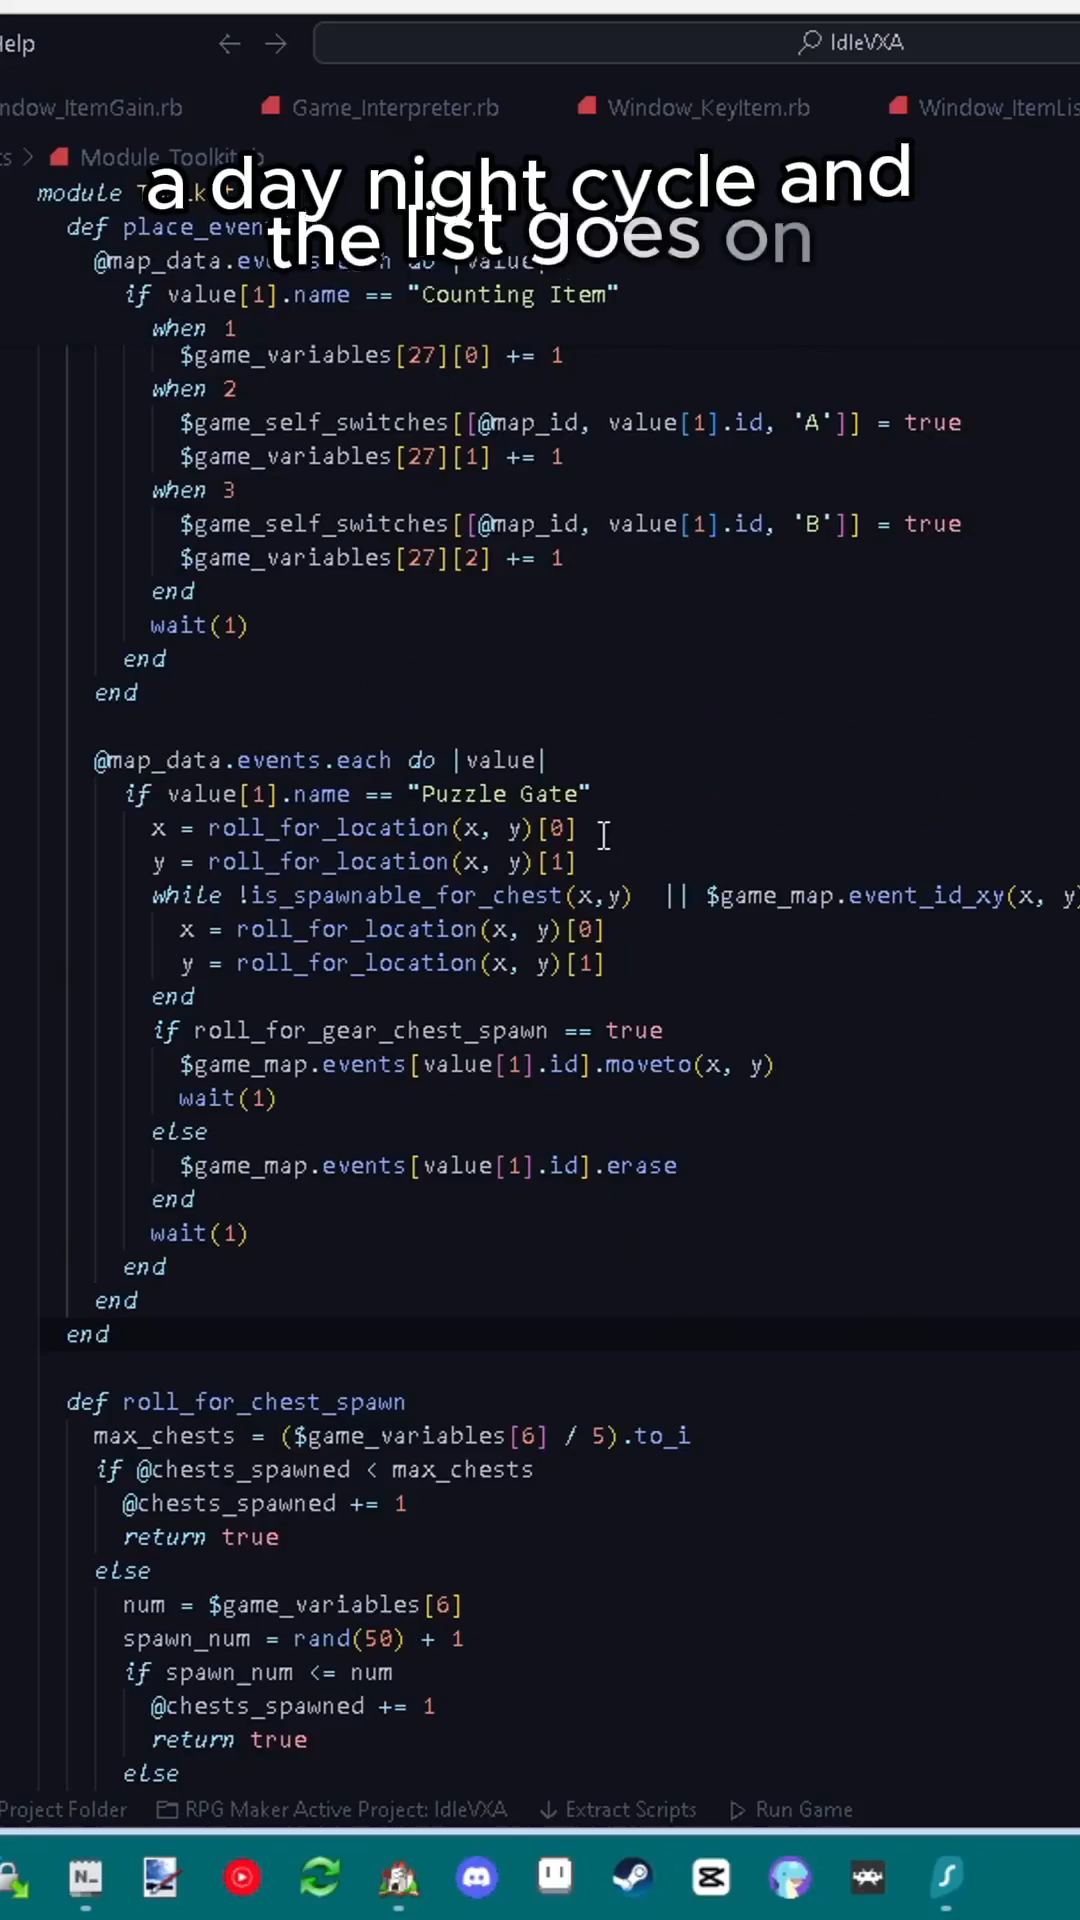 Help
IdleVXA
ndow_ItemGain.rb
Game_Interpreter.rb
Window_KeyItem.rb
Window_ItemLis
ts >
a day night cycle and
the list goes on
module
def place_even
@map_data.
if value[1].name == "Counting Item"
when 1
$game_variables[27][0] += 1
when 2
$game_self_switches[[@map_id, value[1].id, 'A']] = true
$game_variables[27][1] += 1
when 3
$game_self_switches[[@map_id, value[1].id, 'B']] = true
$game_variables[27][2] += 1
end
wait(1)
end
end
@map_data.events.each do |value|
if value[1].name == "Puzzle Gate"
x = roll_for_location(x, y)[0]
y = roll_for_location(x, y)[1]
while !is_spawnable_for_chest(x,y) || $game_map.event_id_xy(x, y)
x = roll_for_location(x, y)[0]
y = roll_for_location(x, y)[1]
end
if roll_for_gear_chest_spawn == true
$game_map.events[value[1].id].moveto(x, y)
wait(1)
else
$game_map.events[value[1].id].erase
end
wait(1)
end
end
end
def roll_for_chest_spawn
max_chests = ($game_variables[6] / 5).to_i
if @chests_spawned < max_chests
@chests_spawned += 1
return true
else
num = $game_variables[6]
spawn_num = rand(50) + 1
if spawn_num <= num
@chests_spawned += 1
return true
else
Project Folder
RPG Maker Active Project: IdleVXA
Extract Scripts
Run Game